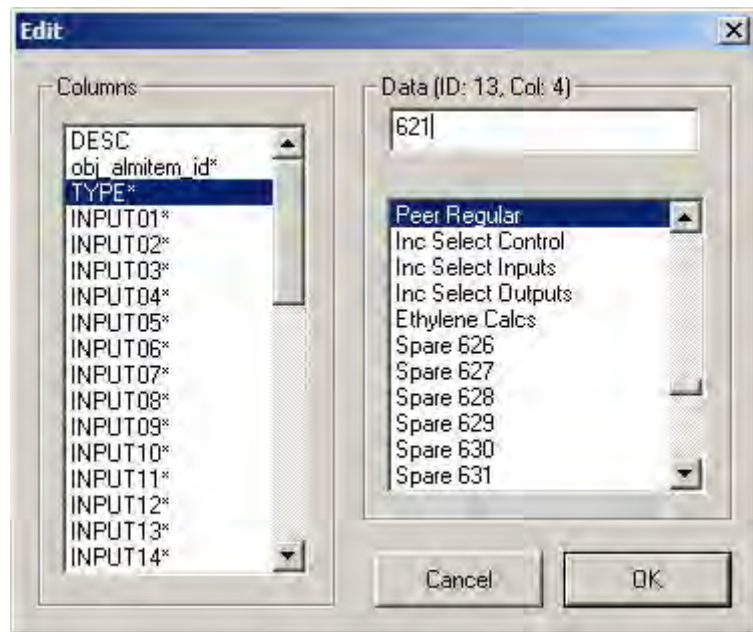 Edit
Columns
DESC
obj_almitem_id*
TYPE*
INPUT01*
INPUT02*
INPUT03*
INPUT04*
INPUT05*
INPUT06*
INPUT07*
INPUT08*
INPUT09*
INPUT10*
INPUT11*
INPUT12*
INPUT13*
INPUT14*
Data (ID: 13, Col: 4)
621
Peer Regular
Inc Select Control
Inc Select Inputs
Inc Select Outputs
Ethylene Calcs
Spare 626
Spare 627
Spare 628
Spare 629
Spare 630
Spare 631
Cancel
OK